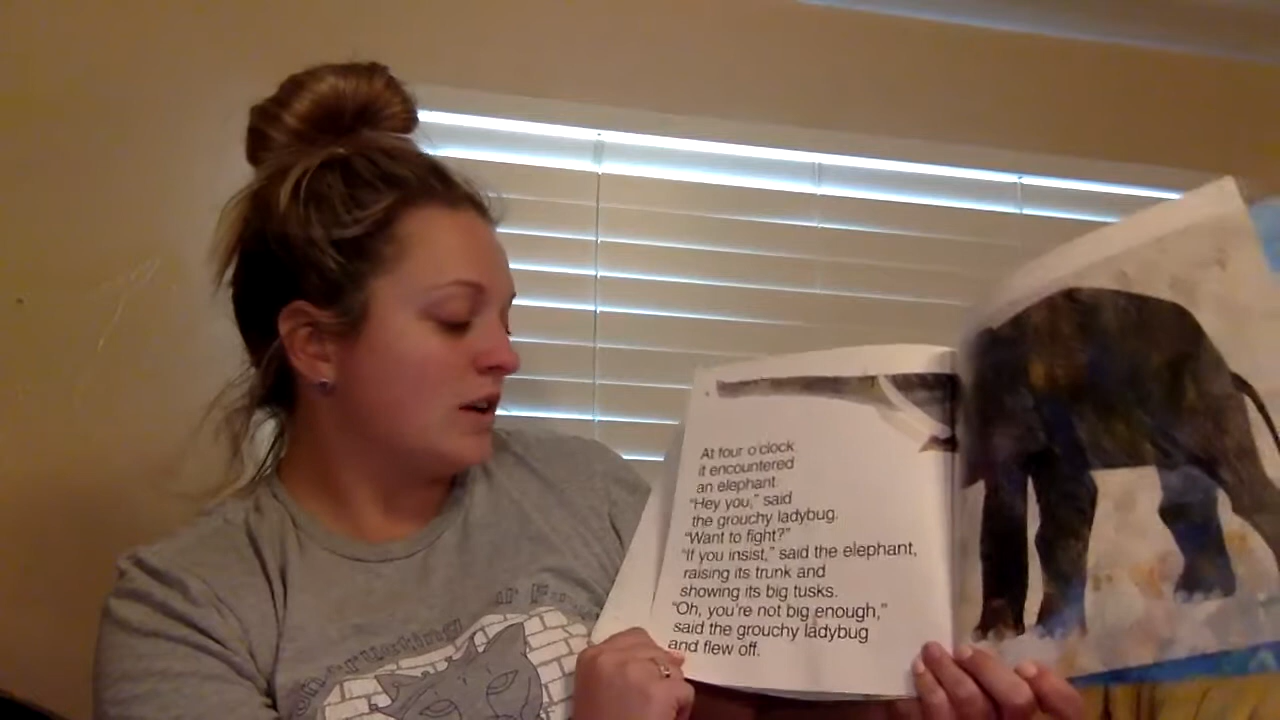 At four o'clock
it encountered
an elephant.
"Hey you," said
the grouchy ladybug.
"Want to fight?"
"If you insist," said the elephant,
raising its trunk and
showing its big tusks.
"Oh, you're not big enough,"
said the grouchy ladybug
and flew off.